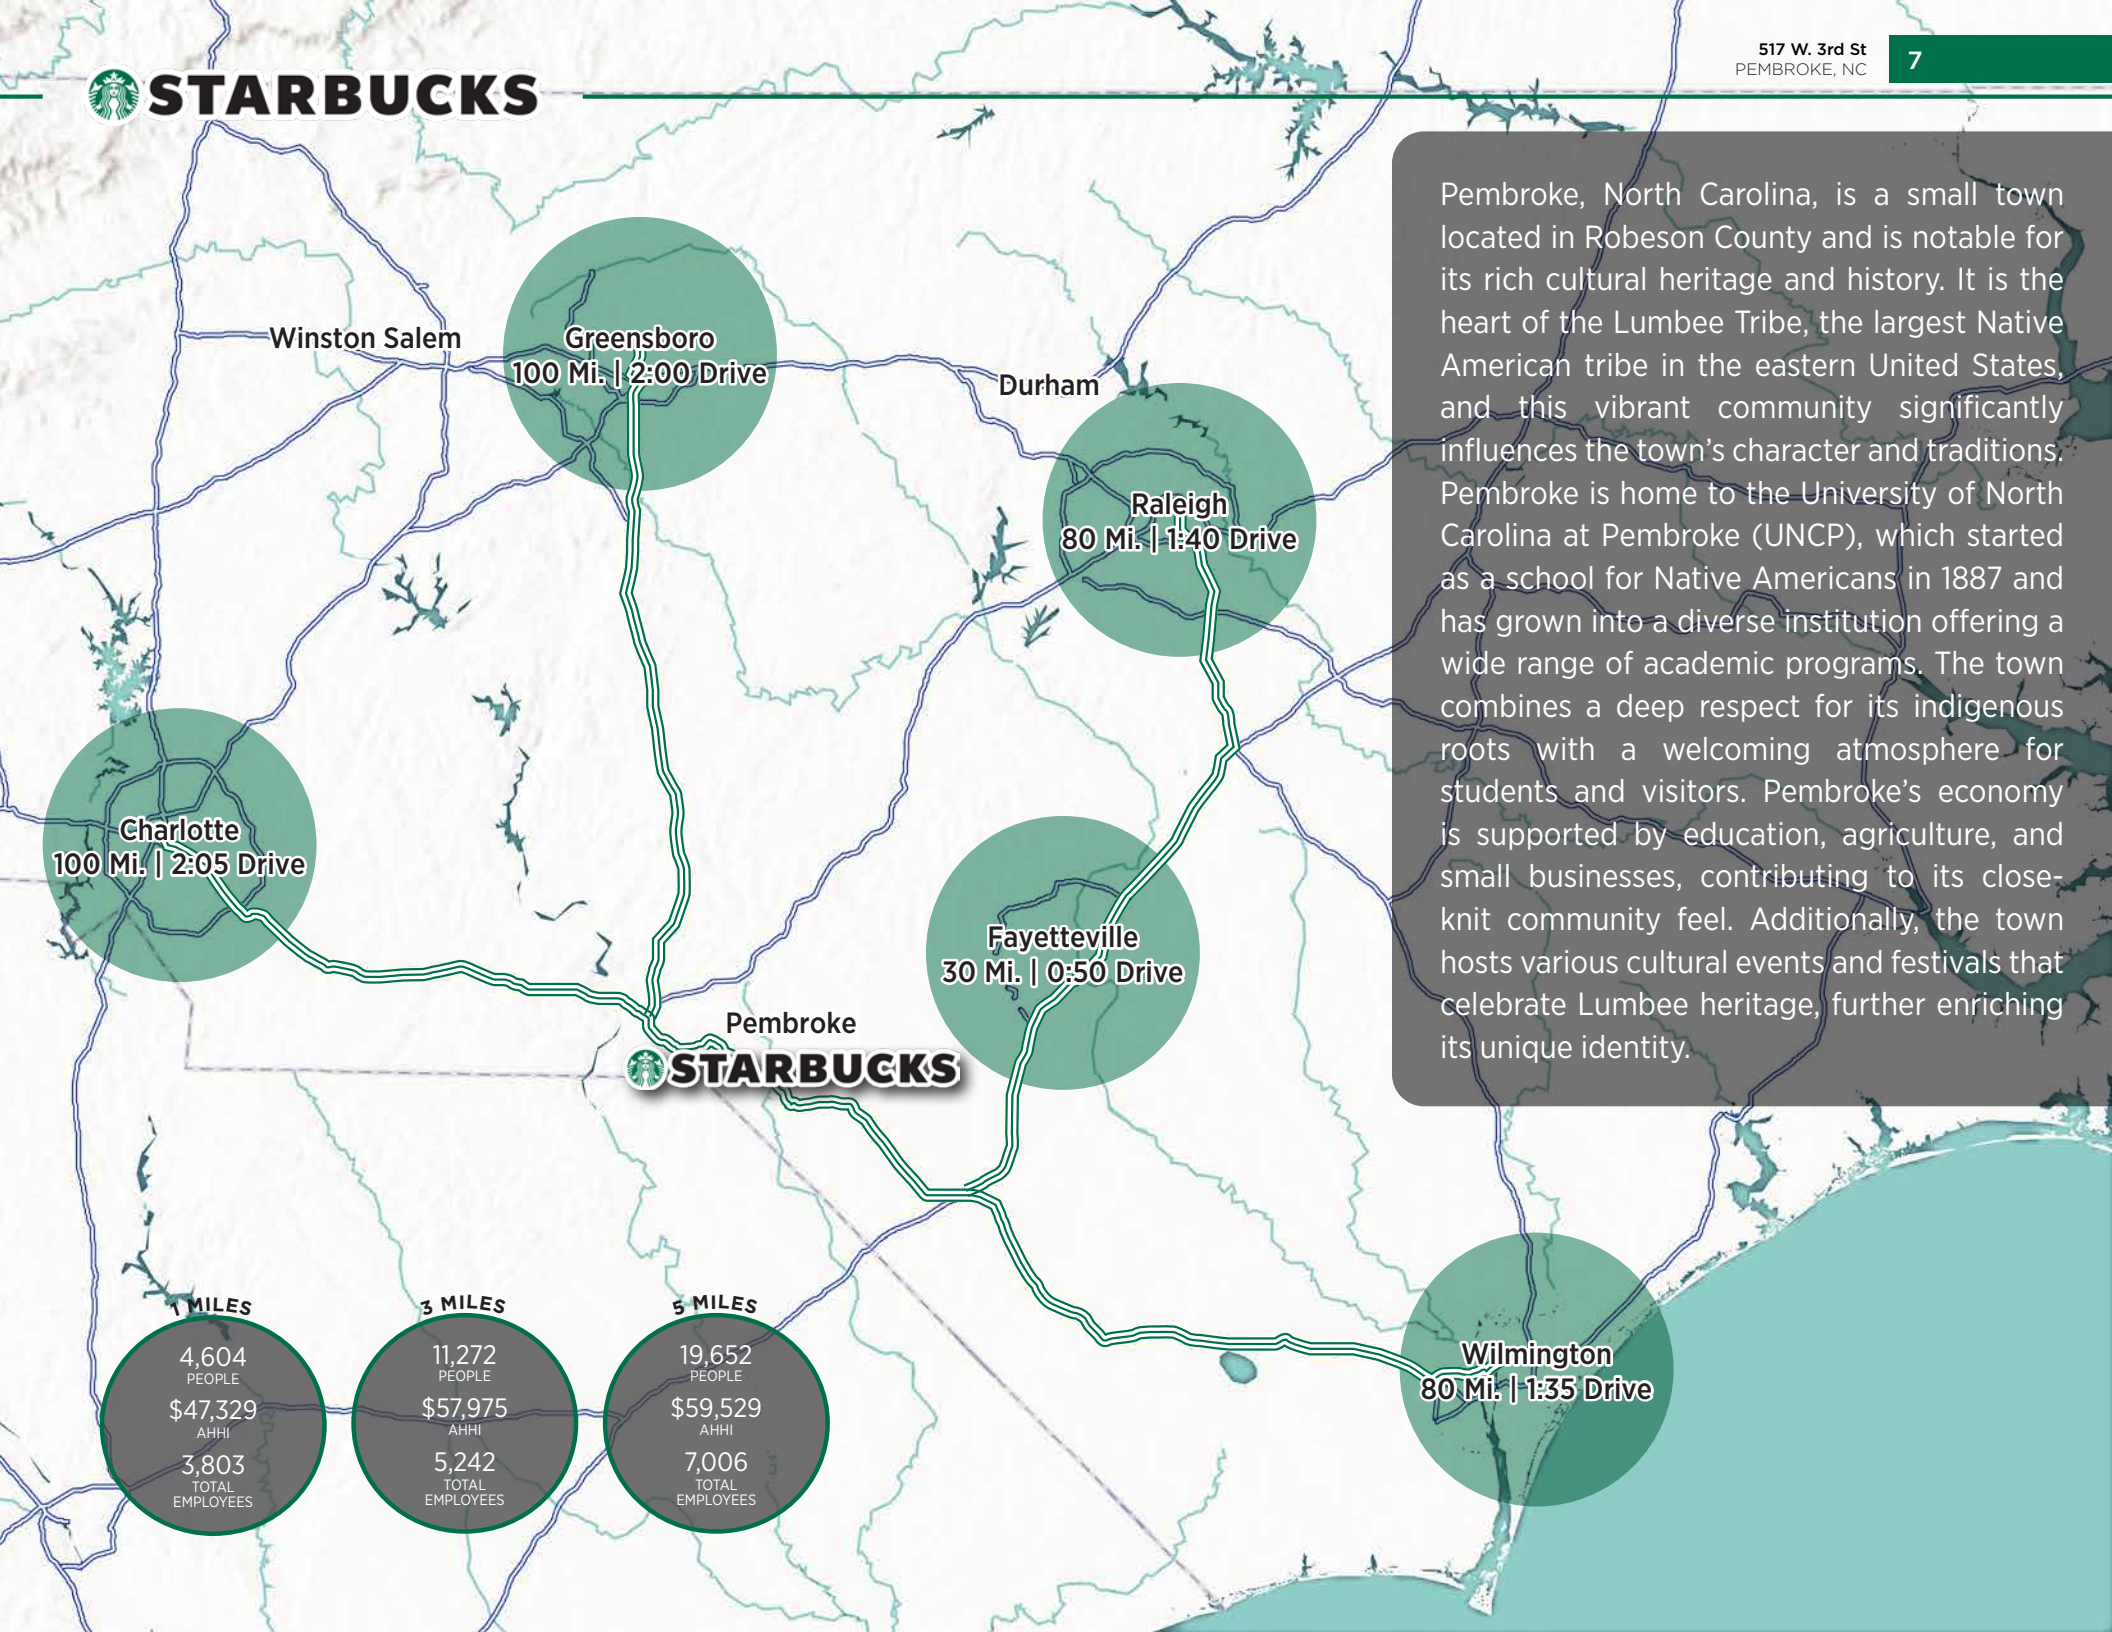 STARBUCKS
517 W. 3rd St
PEMBROKE, NC
7
Pembroke, North Carolina, is a small town
located in Robeson County and is notable for
its rich cultural heritage and history. It is the
heart of the Lumbee Tribe, the largest Native
American tribe in the eastern United States,
and this vibrant community significantly
influences the town's character and traditions.
Pembroke is home to the University of North
Carolina at Pembroke (UNCP), which started
as a school for Native Americans in 1887 and
has grown into a diverse institution offering a
wide range of academic programs. The town
combines a deep respect for its indigenous
roots with a welcoming atmosphere for
students and visitors. Pembroke's economy
is supported by education, agriculture, and
small businesses, contributing to its close-
knit community feel. Additionally, the town
hosts various cultural events and festivals that
celebrate Lumbee heritage, further enriching
its unique identity.
Winston Salem
Greensboro
100 Mi. | 2:00 Drive
Durham
Raleigh
80 Mi. | 1:40 Drive
Charlotte
100 Mi. | 2:05 Drive
Fayetteville
30 Mi. | 0:50 Drive
Pembroke
STARBUCKS
Wilmington
80 Mi. | 1:35 Drive
1 MILES
4,604
PEOPLE
$47,329
AHHI
3,803
TOTAL
EMPLOYEES
3 MILES
11,272
PEOPLE
$57,975
AHHI
5,242
TOTAL
EMPLOYEES
5 MILES
19,652
PEOPLE
$59,529
AHHI
7,006
TOTAL
EMPLOYEES